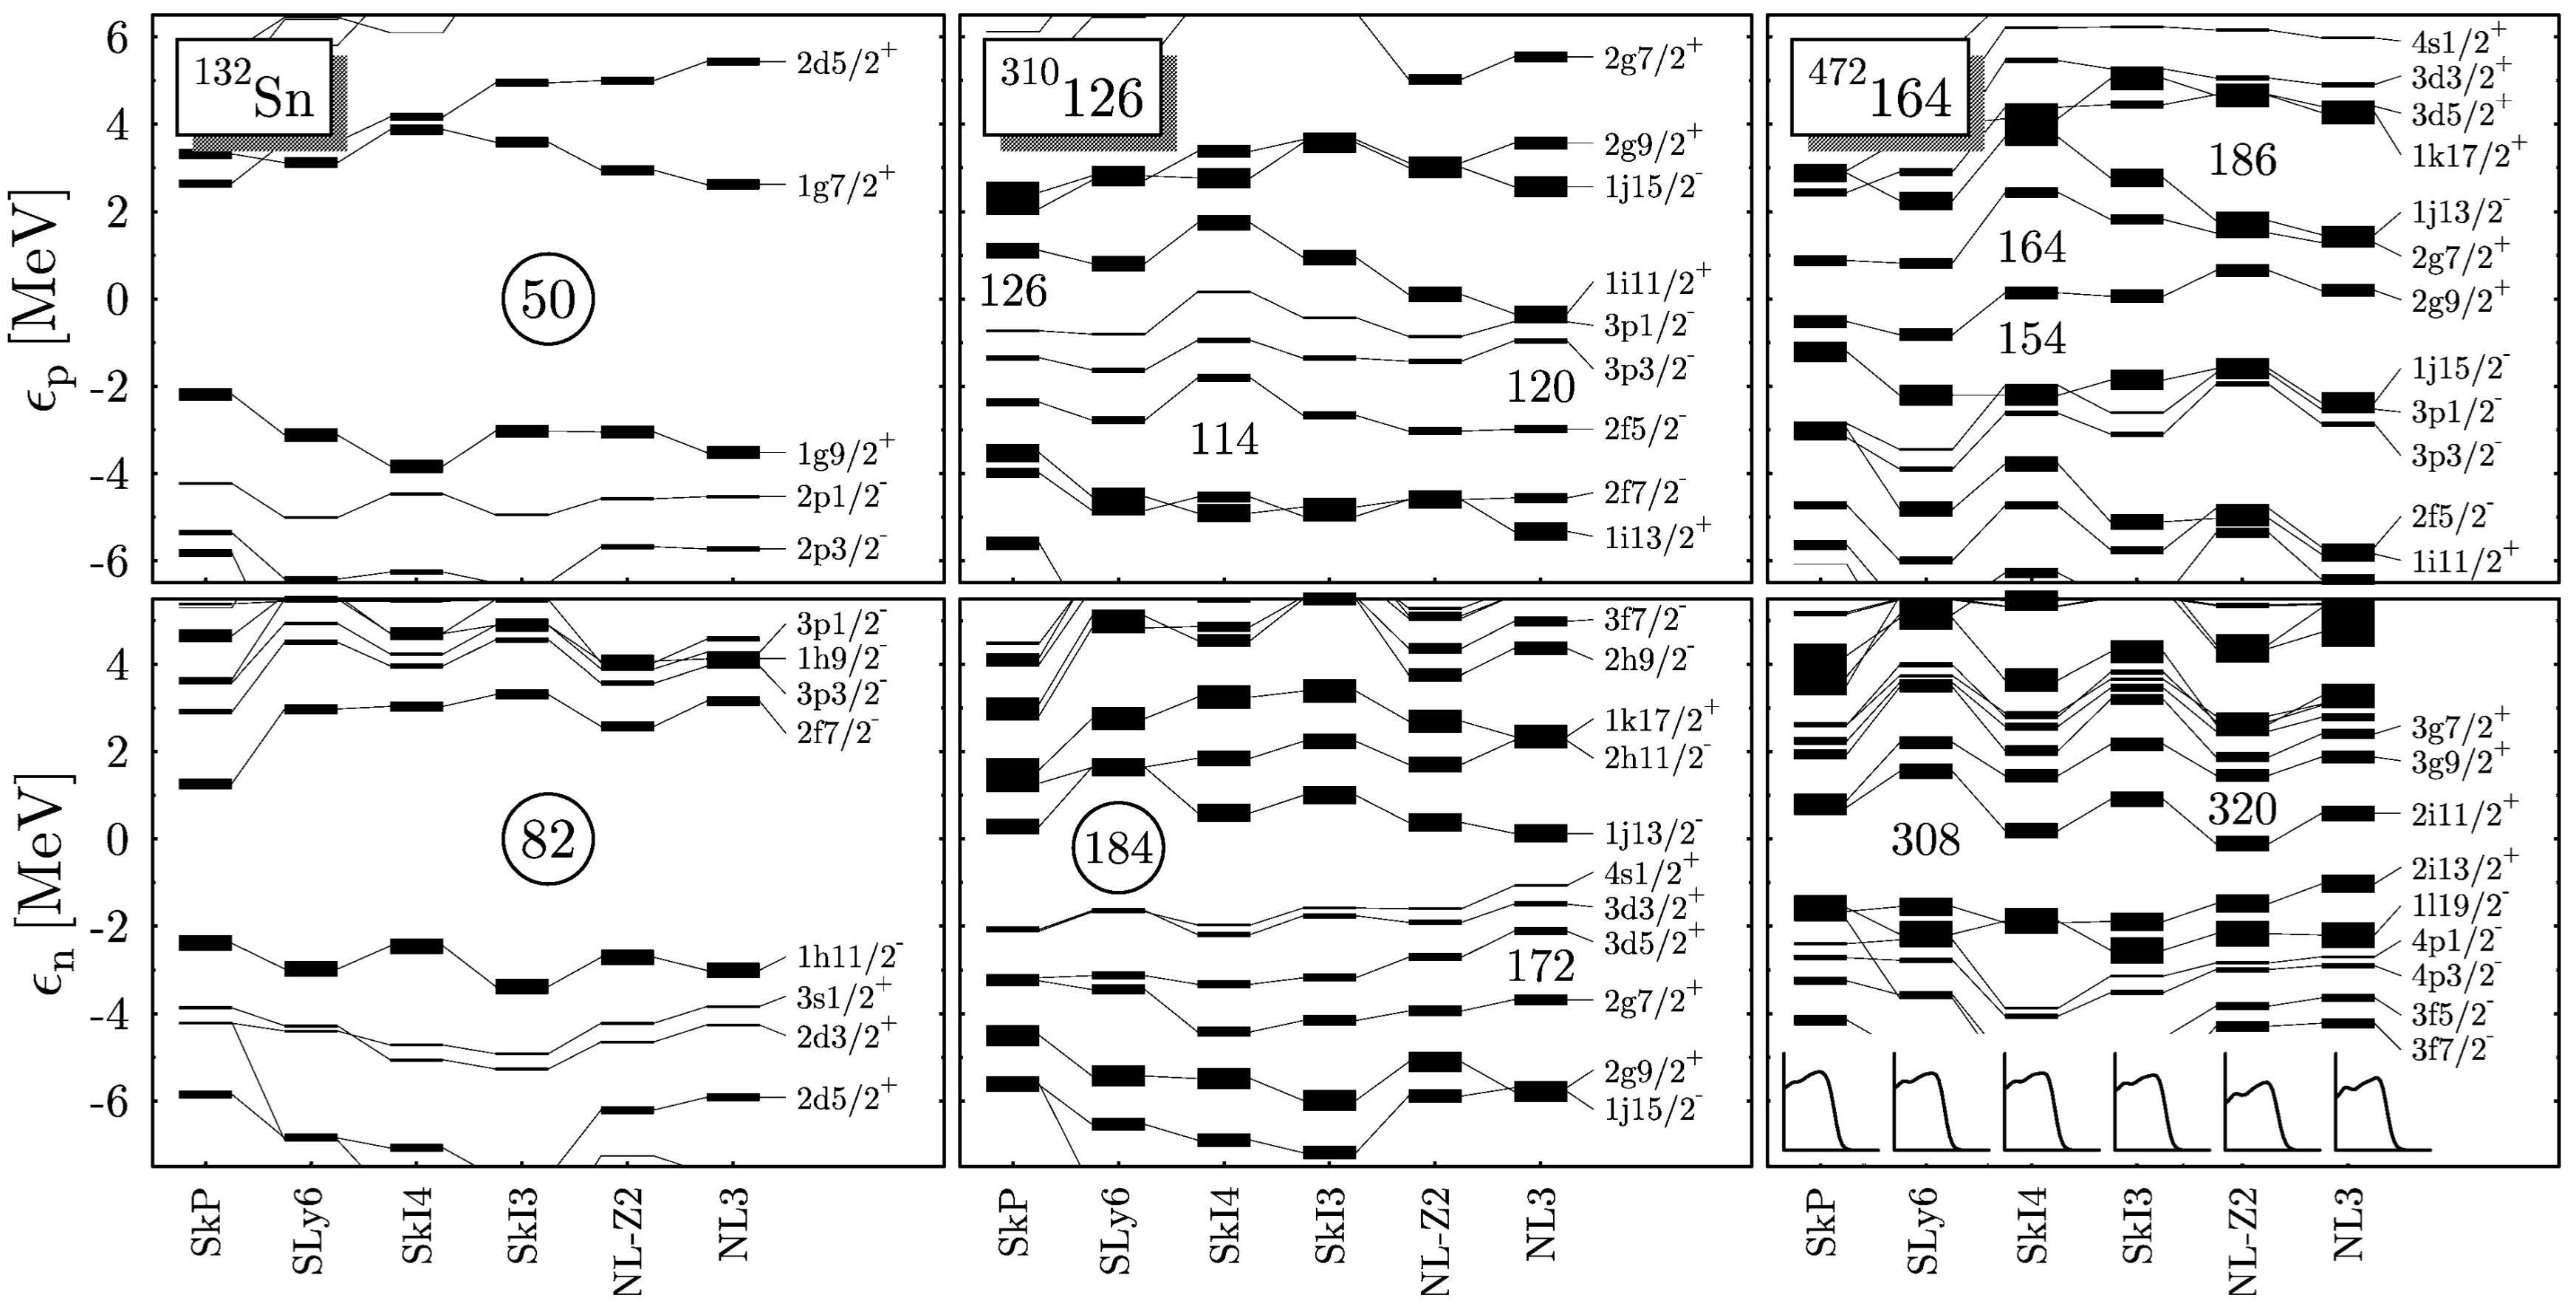 ϵp [MeV]
6
4
2
0
-2
-4
-6
132Sn
50
2d5/2+
1g7/2+
1g9/2+
2p1/2-
2p3/2-
310126
126
114
120
2g7/2+
2g9/2+
1j15/2-
1i11/2+
3p1/2-
3p3/2-
2f5/2-
2f7/2-
1i13/2+
472164
186
164
154
4s1/2+
3d3/2+
3d5/2+
1k17/2+
1j13/2-
2g7/2+
2g9/2+
1j15/2-
3p1/2-
3p3/2-
2f5/2-
1i11/2+
ϵn [MeV]
4
2
0
-2
-4
-6
82
3p1/2-
1h9/2-
3p3/2-
2f7/2-
1h11/2-
3s1/2+
2d3/2+
2d5/2+
184
172
3f7/2-
2h9/2-
1k17/2+
2h11/2-
1j13/2-
4s1/2+
3d3/2+
3d5/2+
2g7/2+
2g9/2+
1j15/2-
308
320
3g7/2+
3g9/2+
2i11/2+
2i13/2+
1l19/2-
4p1/2-
4p3/2-
3f5/2-
3f7/2-
SkP
SLy6
SkI4
SkI3
NL-Z2
NL3
SkP
SLy6
SkI4
SkI3
NL-Z2
NL3
SkP
SLy6
SkI4
SkI3
NL-Z2
NL3